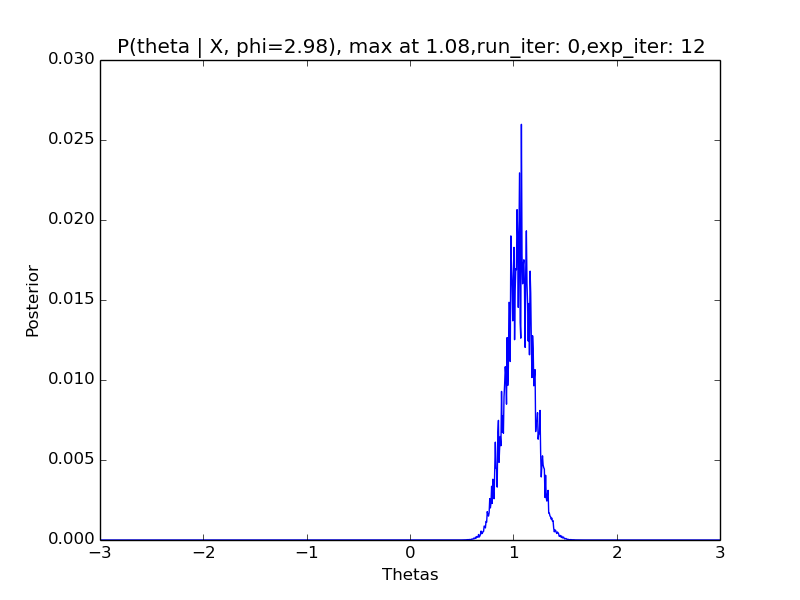 P(theta | X, phi=2.98), max at 1.08,run_iter: 0,exp_iter: 12
0.030
0.025
0.020
0.015
0.010
0.005
0.000
Posterior
−3 −2 −1 0 1 2 3
Thetas